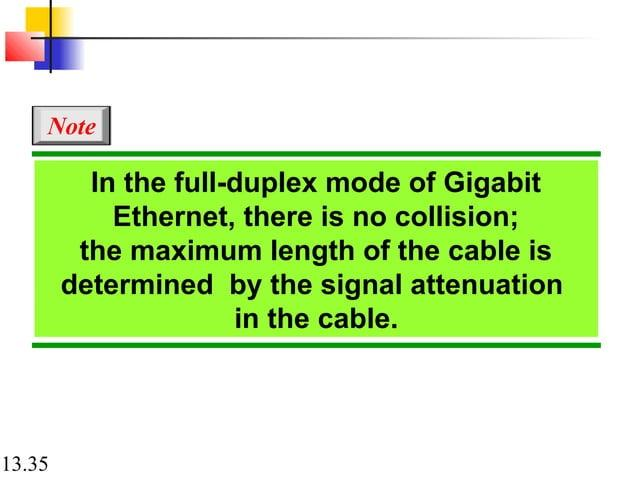 Note
In the full-duplex mode of Gigabit
Ethernet, there is no collision;
the maximum length of the cable is
determined  by the signal attenuation
in the cable.
13.35